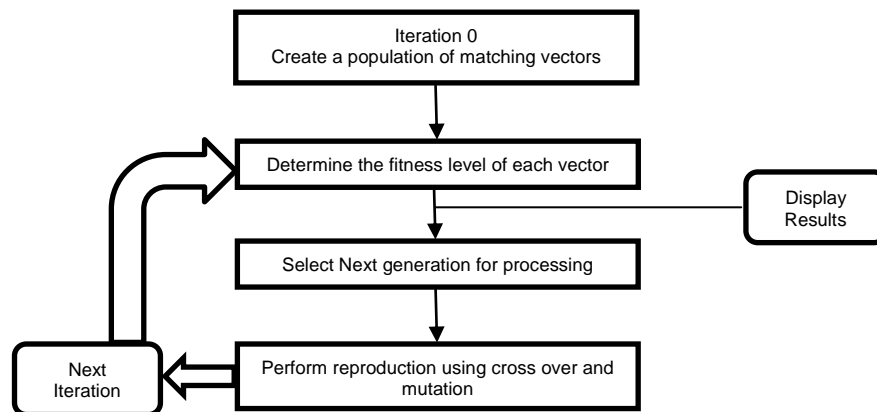 Iteration 0
Create a population of matching vectors
Determine the fitness level of each vector
Display
Results
Select Next generation for processing
Perform reproduction using cross over and
mutation
Next
Iteration